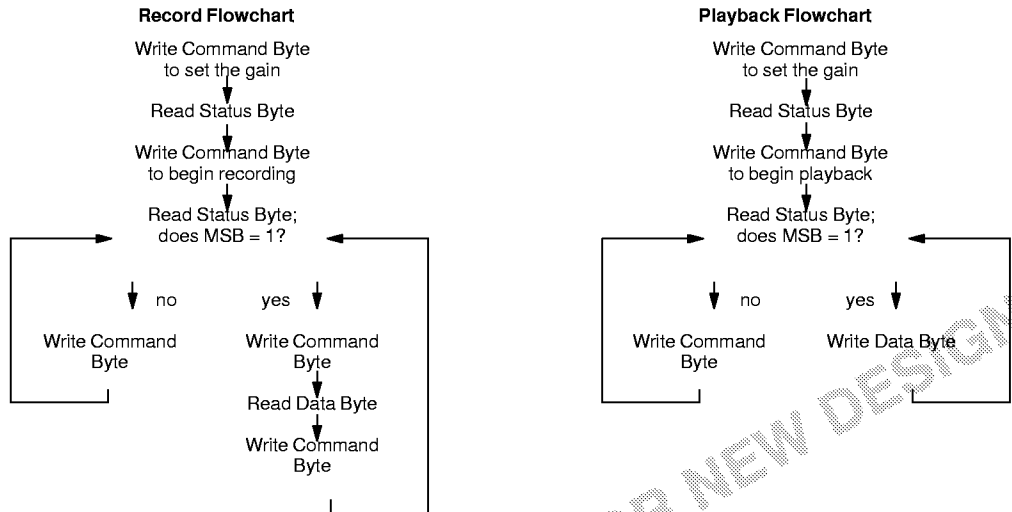 Record Flowchart
Write Command Byte
to set the gain
Read Status Byte
Write Command Byte
to begin recording
Read Status Byte;
does MSB = 1?
no
yes
Write Command
Byte
Write Command
Byte
Read Data Byte
Write Command
Byte
Playback Flowchart
Write Command Byte
to set the gain
Read Status Byte
Write Command Byte
to begin playback
Read Status Byte;
does MSB = 1?
no
yes
Write Command
Byte
Write Data Byte
NEW DESIGN